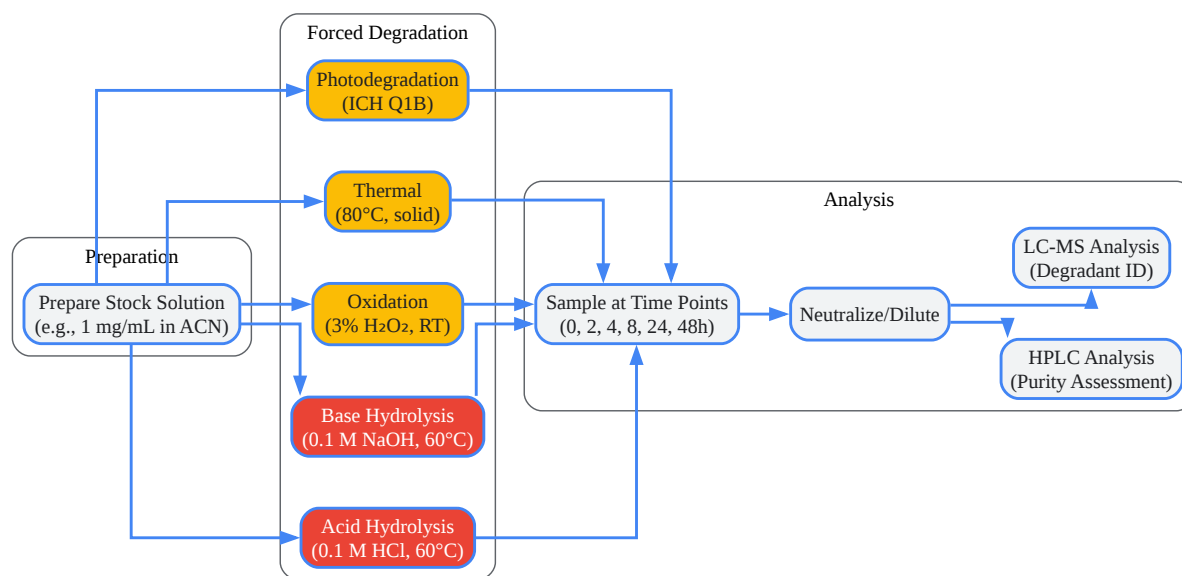 Forced Degradation
Photodegradation
(ICH Q1B)
Thermal
(80°C, solid)
Analysis
Preparation
LC-MS Analysis
(Degradant ID)
Prepare Stock Solution
(e.g., 1 mg/mL in ACN)
Oxidation
(3% H₂O₂, RT)
Sample at Time Points
(0, 2, 4, 8, 24, 48h)
Neutralize/Dilute
HPLC Analysis
(Purity Assessment)
Base Hydrolysis
(0.1 M NaOH, 60°C)
Acid Hydrolysis
(0.1 M HCl, 60°C)